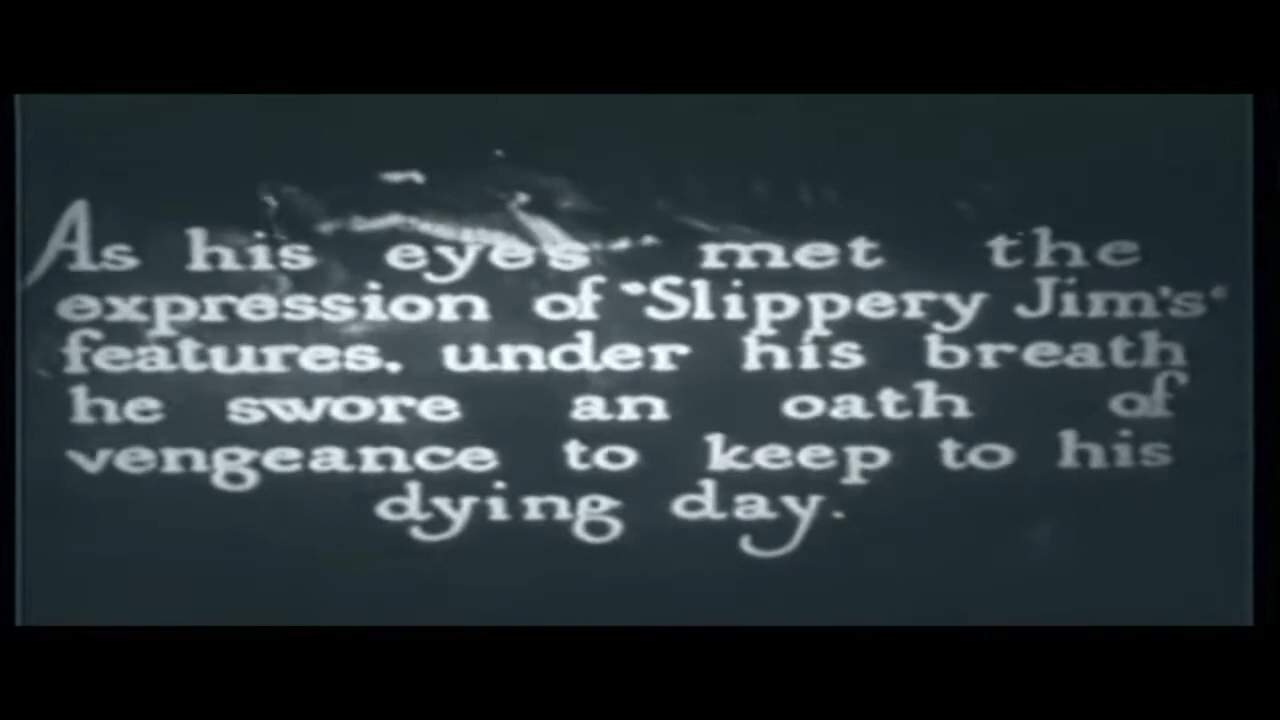 As his eyes met the
expression of "Slippery Jim's"
features. under his breath
he swore an oath of
vengeance to keep to his
dying day.